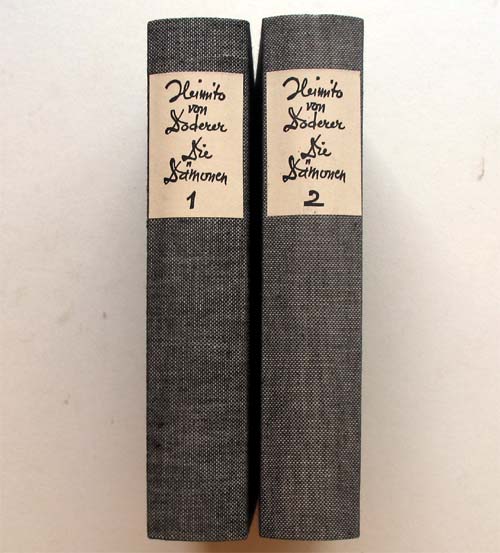 Heimito
von
Doderer
Die
Dämonen
1
Heimito
von
Doderer
Die
Dämonen
2